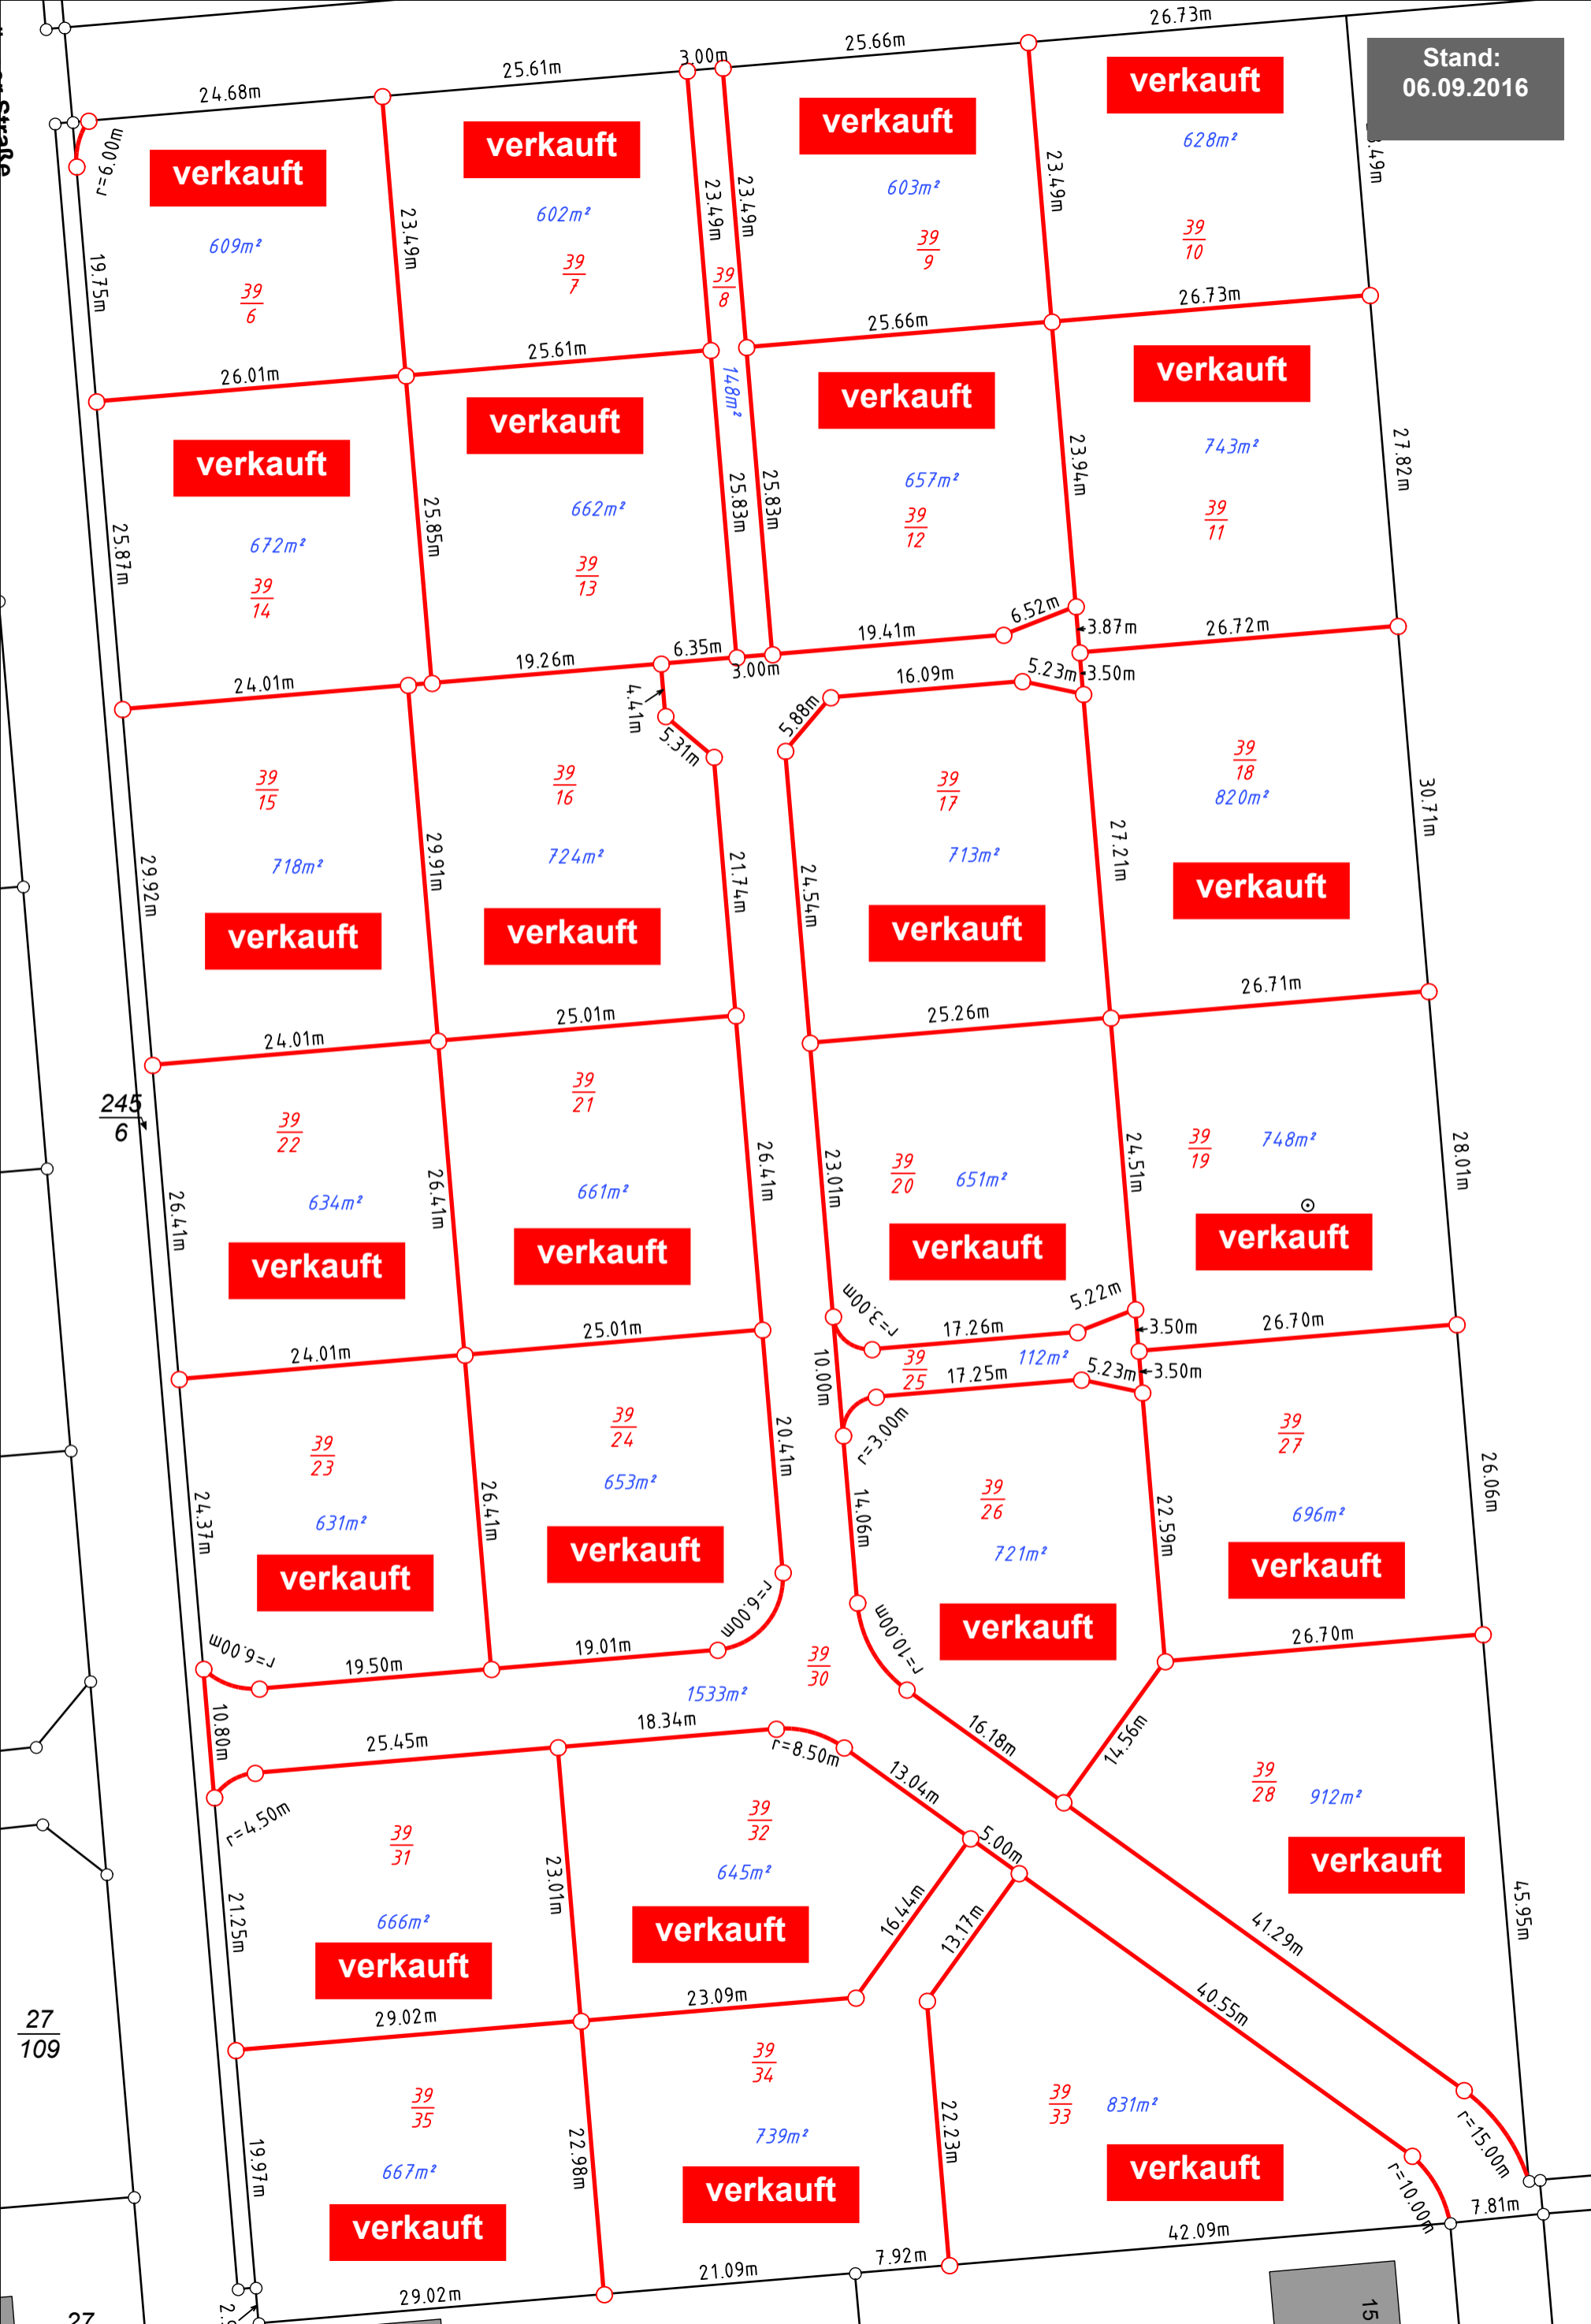 26.73m
25.66m
3.00m
25.61m
24.68m
Stand:
06.09.2016
Straße
r=6.00m
verkauft
609m²
39
6
19.75m
23.49m
verkauft
602m²
39
7
23.49m
23.49m
39
8
verkauft
603m²
39
9
23.49m
verkauft
628m²
39
10
26.01m
25.61m
25.66m
26.73m
verkauft
672m²
39
14
25.87m
25.85m
verkauft
662m²
39
13
148m²
25.83m
25.83m
verkauft
657m²
39
12
23.94m
verkauft
743m²
39
11
27.82m
24.01m
19.26m
6.35m
3.00m
19.41m
6.52m
3.87m
26.72m
4.41m
5.31m
5.88m
16.09m
5.23m
3.50m
39
15
718m²
verkauft
29.92m
29.91m
39
16
724m²
verkauft
21.74m
24.54m
39
17
713m²
verkauft
27.21m
39
18
820m²
verkauft
30.71m
24.01m
25.01m
25.26m
26.71m
245
6
39
22
634m²
verkauft
26.41m
26.41m
39
21
661m²
verkauft
26.41m
23.01m
39
20
651m²
verkauft
24.51m
39
19
748m²
verkauft
28.01m
r=3.00m
17.26m
5.22m
3.50m
26.70m
24.01m
25.01m
10.00m
39
25
112m²
17.25m
5.23m
3.50m
r=3.00m
39
23
631m²
verkauft
24.37m
26.41m
39
24
653m²
verkauft
20.41m
14.06m
39
26
721m²
verkauft
22.59m
39
27
696m²
verkauft
26.06m
r=6.00m
19.50m
19.01m
r=6.00m
39
30
r=10.00m
26.70m
10.80m
1533m²
25.45m
18.34m
r=8.50m
13.04m
16.18m
14.56m
39
28
912m²
verkauft
45.95m
r=4.50m
39
31
666m²
verkauft
21.25m
23.01m
39
32
645m²
verkauft
16.44m
5.00m
13.17m
41.29m
40.55m
27
109
29.02m
23.09m
39
35
667m²
verkauft
19.97m
22.98m
39
34
739m²
verkauft
22.23m
39
33
831m²
verkauft
r=15.00m
r=10.00m
7.81m
42.09m
7.92m
21.09m
29.02m
27
15